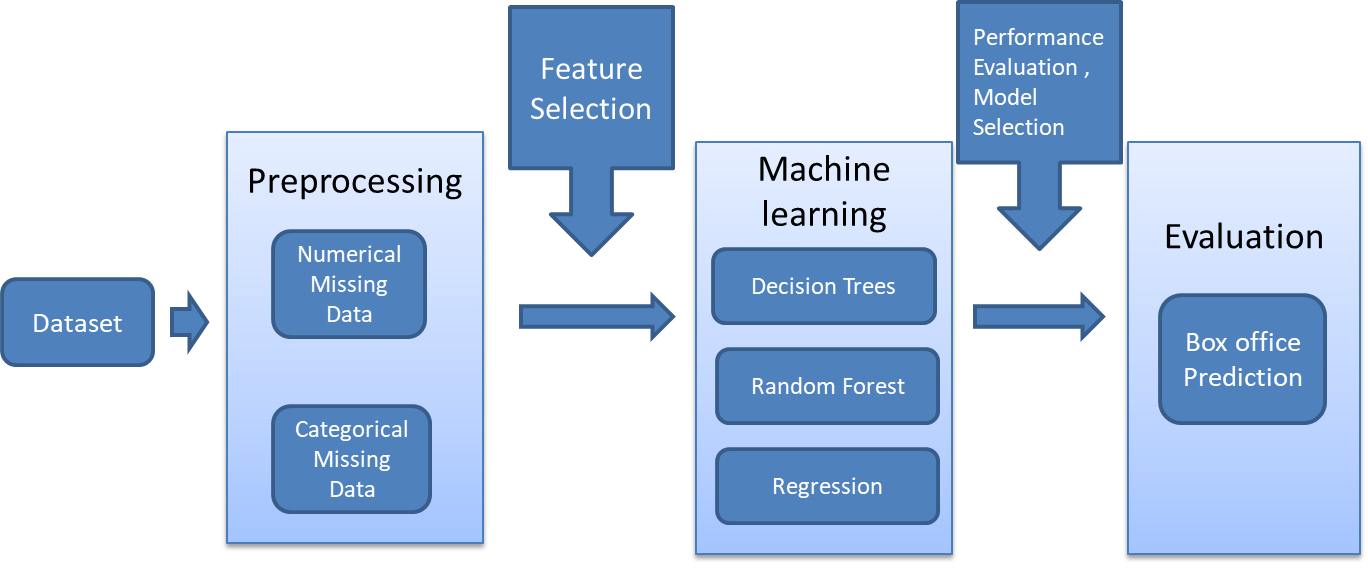 Dataset
Preprocessing
Numerical
Missing
Data
Categorical
Missing
Data
Feature
Selection
Machine
learning
Decision Trees
Random Forest
Regression
Performance
Evaluation ,
Model
Selection
Evaluation
Box office
Prediction